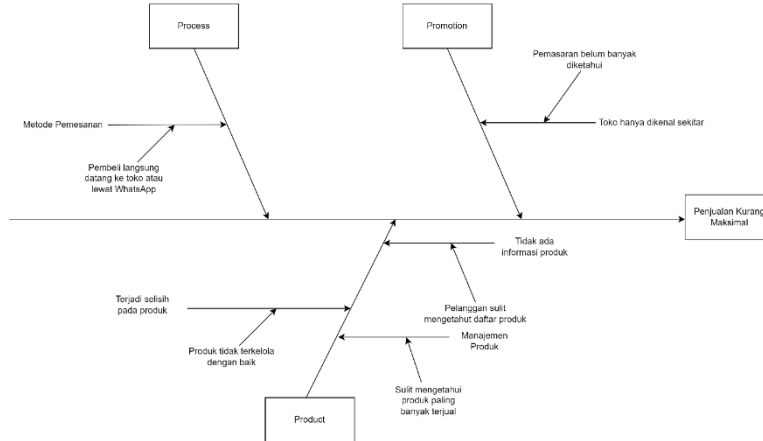 Process
Promotion
Pemasaran belum banyak
diketahui
Metode Pemesanan
Toko hanya dikenal sekitar
Pembeli langsung
datang ke toko atau
lewat WhatsApp
Penjualan Kurang
Maksimal
Tidak ada
informasi produk
Terjadi selisih
pada produk
Pelanggan sulit
mengetahut daftar produk
Produk tidak terkelola
dengan baik
Manajemen
Produk
Sulit mengetahui
produk paling
banyak terjual
Product